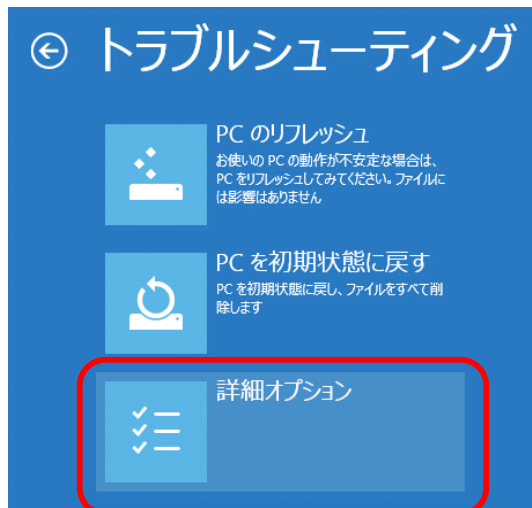 トラブルシューティング
PC のリフレッシュ
お使いの PC の動作が不安定な場合は、
PC をリフレッシュしてみてください。ファイルに
は影響はありません
PC を初期状態に戻す
PC を初期状態に戻し、ファイルをすべて削
除します
詳細オプション